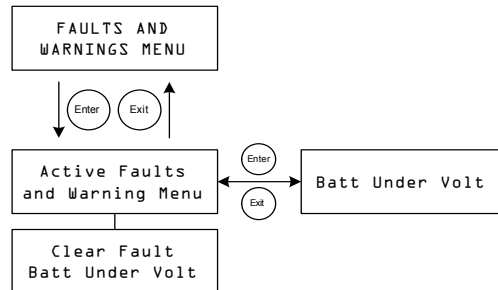 FAULTS AND
WARNINGS MENU
Enter
Exit
Active Faults
and Warning Menu
Enter
Exit
Batt Under Volt
Clear Fault
Batt Under Volt